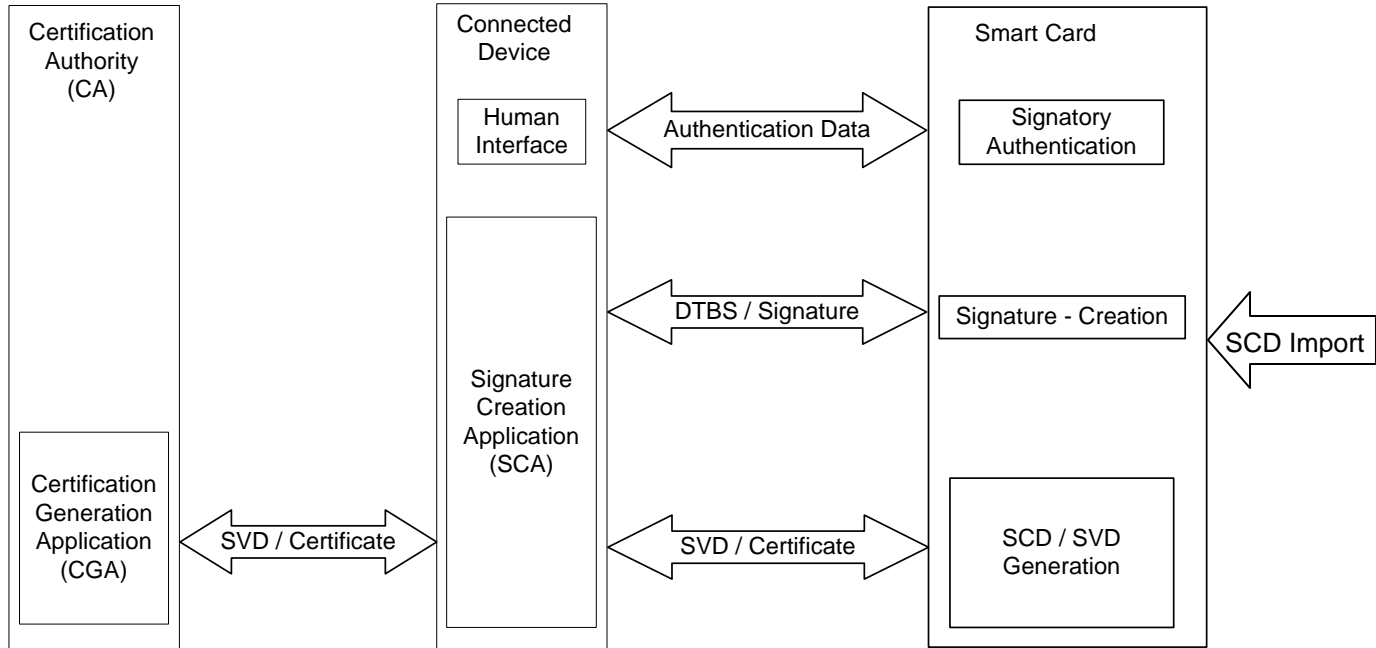 Certification
Authority
(CA)
Connected
Device
Smart Card
Human
Interface
Authentication Data
Signatory
Authentication
DTBS / Signature
Signature - Creation
SCD Import
Signature
Creation
Application
(SCA)
Certification
Generation
Application
(CGA)
SVD / Certificate
SVD / Certificate
SCD / SVD
Generation